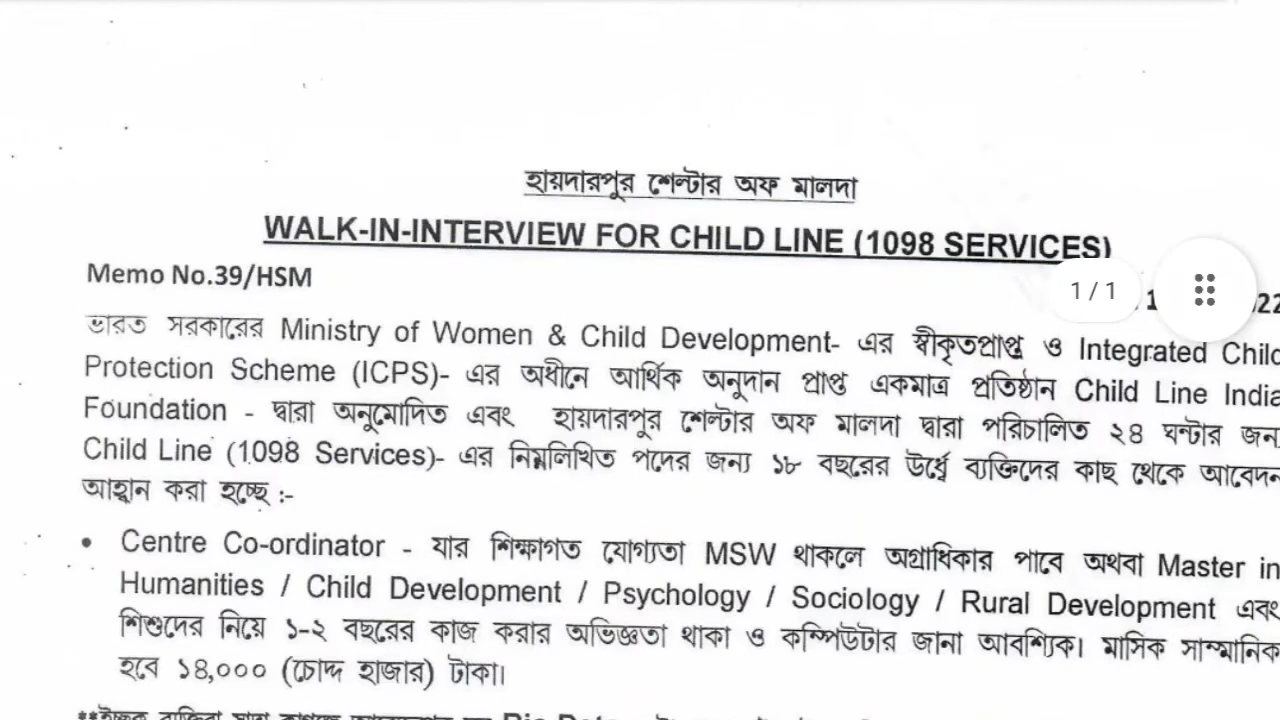 হায়দারপুর শেল্টার অফ মালদা
WALK-IN-INTERVIEW FOR CHILD LINE (1098 SERVICES)
Memo No.39/HSM
1 / 1
ভারত সরকারের Ministry of Women & Child Development- এর স্বীকৃতপ্রাপ্ত ও Integrated Child
Protection Scheme (ICPS)- এর অধীনে আর্থিক অনুদান প্রাপ্ত একমাত্র প্রতিষ্ঠান Child Line India
Foundation - দ্বারা অনুমোদিত এবং হায়দারপুর শেল্টার অফ মালদা দ্বারা পরিচালিত ২৪ ঘন্টার জন্য
Child Line (1098 Services)- এর নিম্নলিখিত পদের জন্য ১৮ বছরের উর্ধ্বে ব্যক্তিদের কাছ থেকে আবেদন
আহ্বান করা হচ্ছে :-
• Centre Co-ordinator - যার শিক্ষাগত যোগ্যতা MSW থাকলে অগ্রাধিকার পাবে অথবা Master in
Humanities / Child Development / Psychology / Sociology / Rural Development এবং
শিশুদের নিয়ে ১-২ বছরের কাজ করার অভিজ্ঞতা থাকা ও কম্পিউটার জানা আবশ্যিক। মাসিক সাম্মানিক
হবে ১৪,০০০ (চোদ্দ হাজার) টাকা।